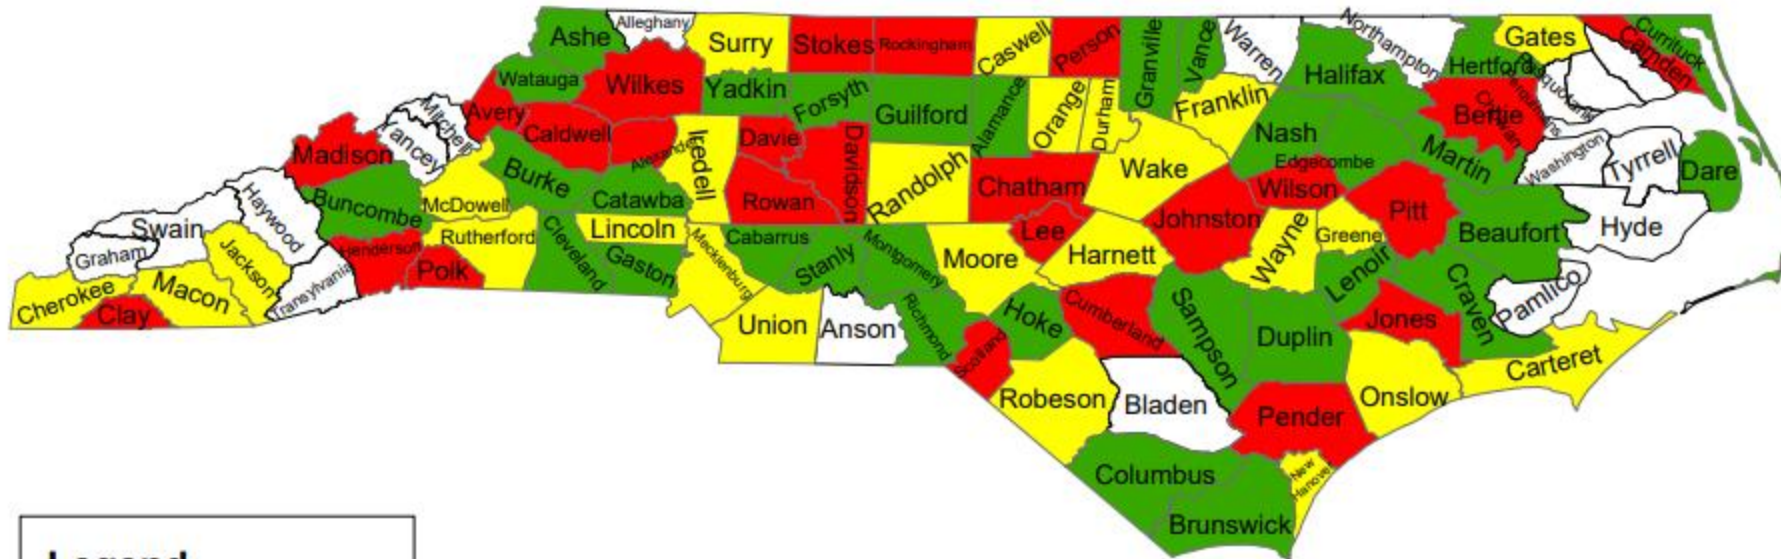 Alleghany
Ashe
Surry
Stokes
Rockingham
Caswell
Person
Granville
Vance
Warren
Northampton
Gates
Currituck
Camden
Hertford
Pasquotank
Perquimans
Chowan
Bertie
Halifax
Watauga
Wilkes
Yadkin
Forsyth
Guilford
Alamance
Orange
Durham
Franklin
Nash
Edgecombe
Martin
Washington
Tyrrell
Dare
Avery
Mitchell
Yancey
Madison
Caldwell
Alexander
Iredell
Davie
Davidson
Randolph
Chatham
Wake
Wilson
Johnston
Pitt
Beaufort
Hyde
Burke
Catawba
Rowan
McDowell
Buncombe
Haywood
Swain
Graham
Jackson
Cherokee
Macon
Clay
Transylvania
Henderson
Polk
Rutherford
Cleveland
Lincoln
Gaston
Mecklenburg
Cabarrus
Stanly
Montgomery
Moore
Lee
Harnett
Wayne
Greene
Lenoir
Craven
Pamlico
Jones
Union
Anson
Richmond
Scotland
Hoke
Cumberland
Sampson
Duplin
Onslow
Carteret
Robeson
Bladen
Pender
Columbus
Brunswick
New
Hanover
Legend